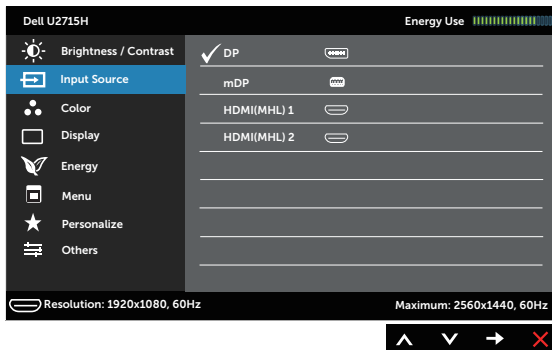 Dell U2715H
Energy Use
Brightness / Contrast
Input Source
Color
Display
Energy
Menu
Personalize
Others
DP
mDP
HDMI(MHL) 1
HDMI(MHL) 2
Resolution: 1920x1080, 60Hz
Maximum: 2560x1440, 60Hz